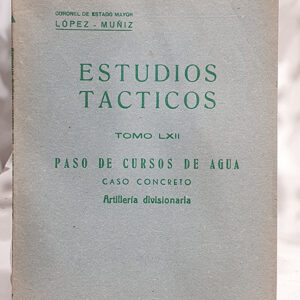 CORONEL DE ESTADO MAYOR
LÓPEZ - MUÑIZ
ESTUDIOS
TACTICOS
TOMO LXII
PASO DE CURSOS DE AGUA
CASO CONCRETO
Artillería divisionaria